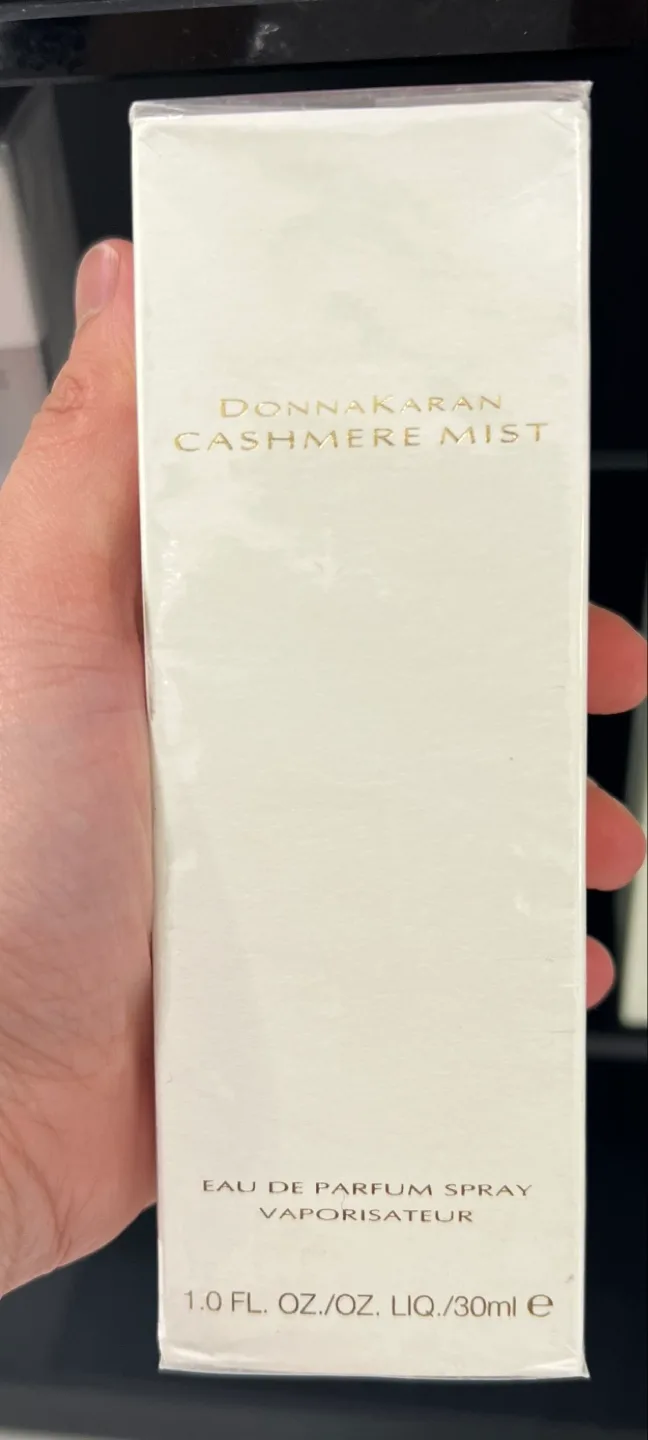 DONNAKARAN
CASHMERE MIST
EAU DE PARFUM SPRAY
VAPORISATEUR
1.0 FL. OZ./OZ. LIQ./30ml ℮